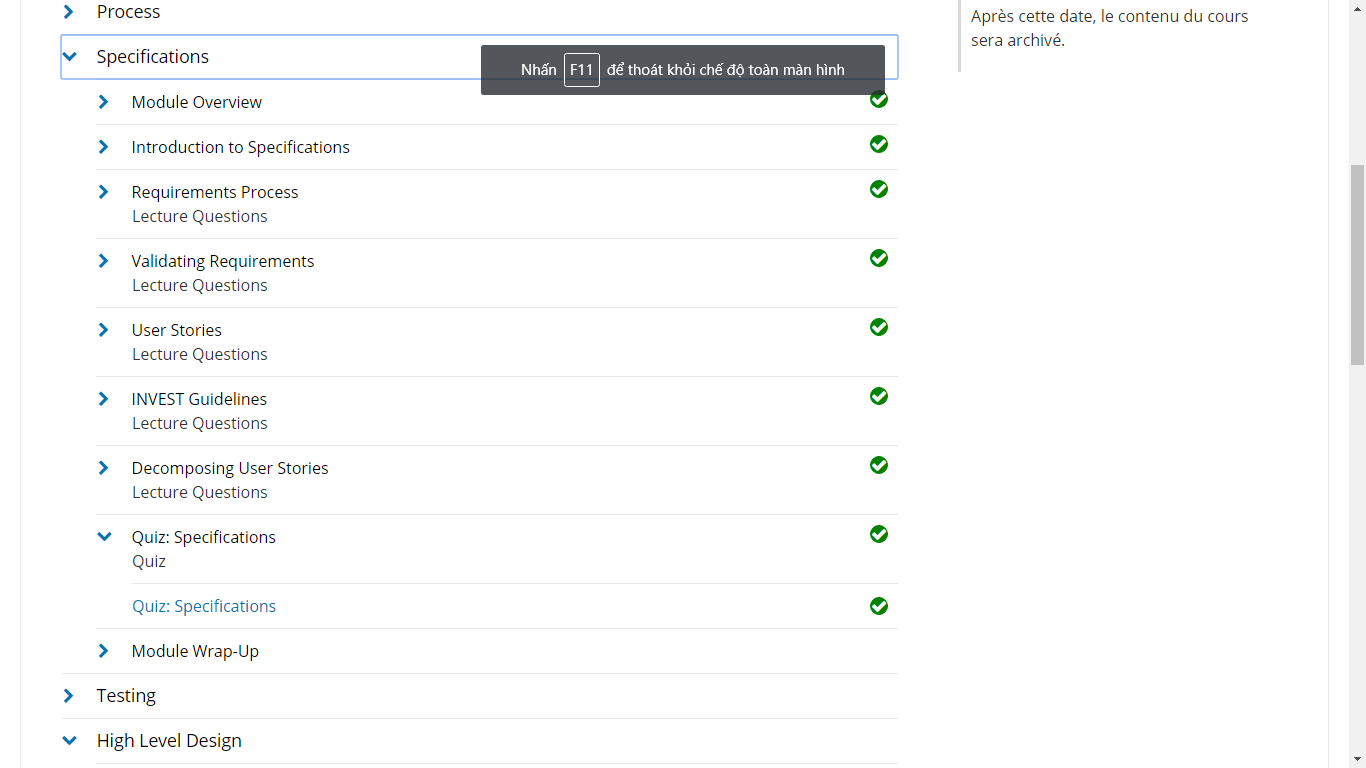 Process
Specifications
Nhấn F11 để thoát khỏi chế độ toàn màn hình
Module Overview
Introduction to Specifications
Requirements Process
Lecture Questions
Validating Requirements
Lecture Questions
User Stories
Lecture Questions
INVEST Guidelines
Lecture Questions
Decomposing User Stories
Lecture Questions
Quiz: Specifications
Quiz
Quiz: Specifications
Module Wrap-Up
Testing
High Level Design
Après cette date, le contenu du cours
sera archivé.